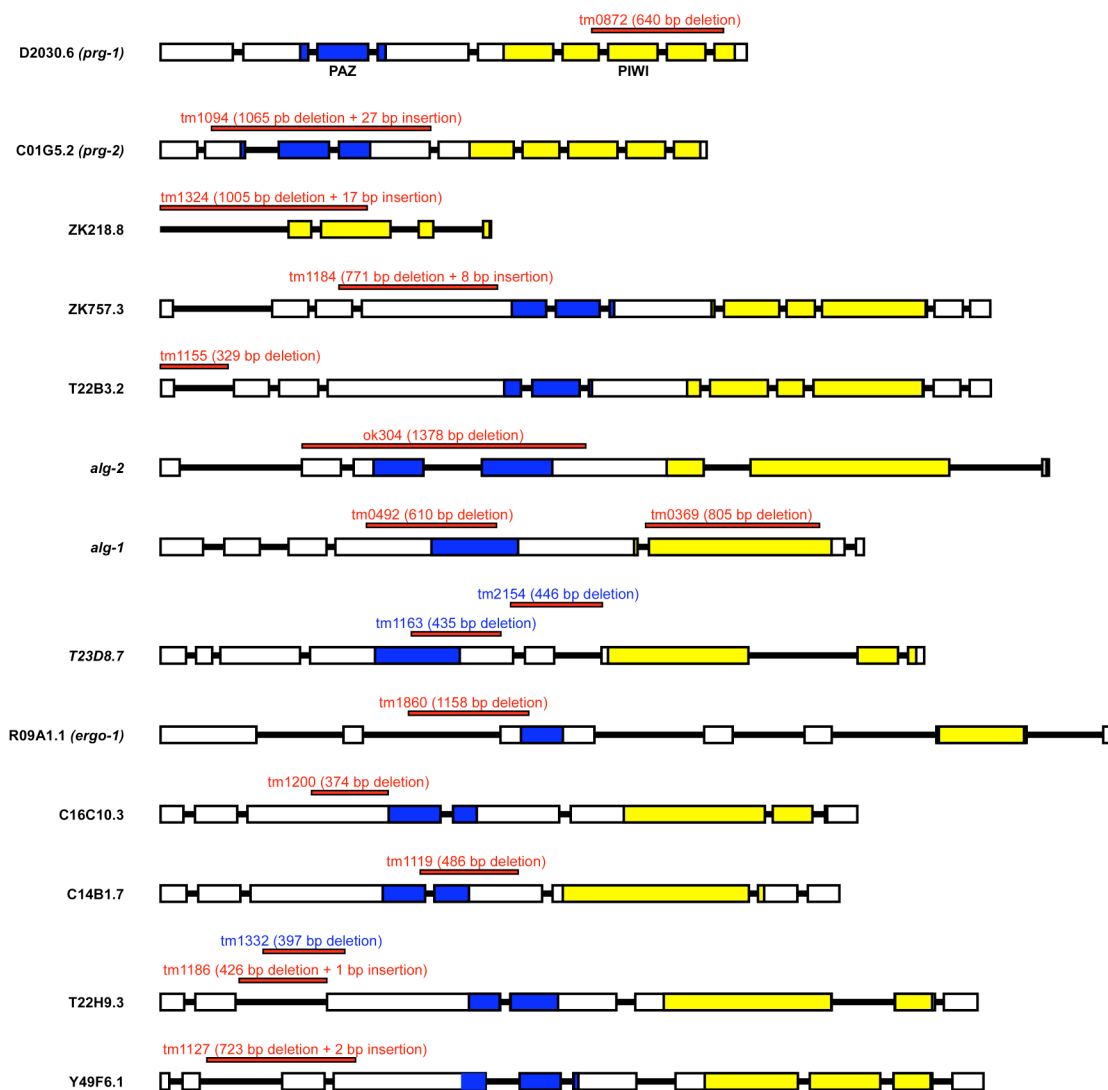 tm0872 (640 bp deletion)
D2030.6 (prg-1)
PAZ
PIWI
tm1094 (1065 pb deletion + 27 bp insertion)
C01G5.2 (prg-2)
tm1324 (1005 bp deletion + 17 bp insertion)
ZK218.8
tm1184 (771 bp deletion + 8 bp insertion)
ZK757.3
tm1155 (329 bp deletion)
T22B3.2
ok304 (1378 bp deletion)
alg-2
tm0492 (610 bp deletion)
tm0369 (805 bp deletion)
alg-1
tm2154 (446 bp deletion)
tm1163 (435 bp deletion)
T23D8.7
tm1860 (1158 bp deletion)
R09A1.1 (ergo-1)
tm1200 (374 bp deletion)
C16C10.3
tm1119 (486 bp deletion)
C14B1.7
tm1332 (397 bp deletion)
tm1186 (426 bp deletion + 1 bp insertion)
T22H9.3
tm1127 (723 bp deletion + 2 bp insertion)
Y49F6.1